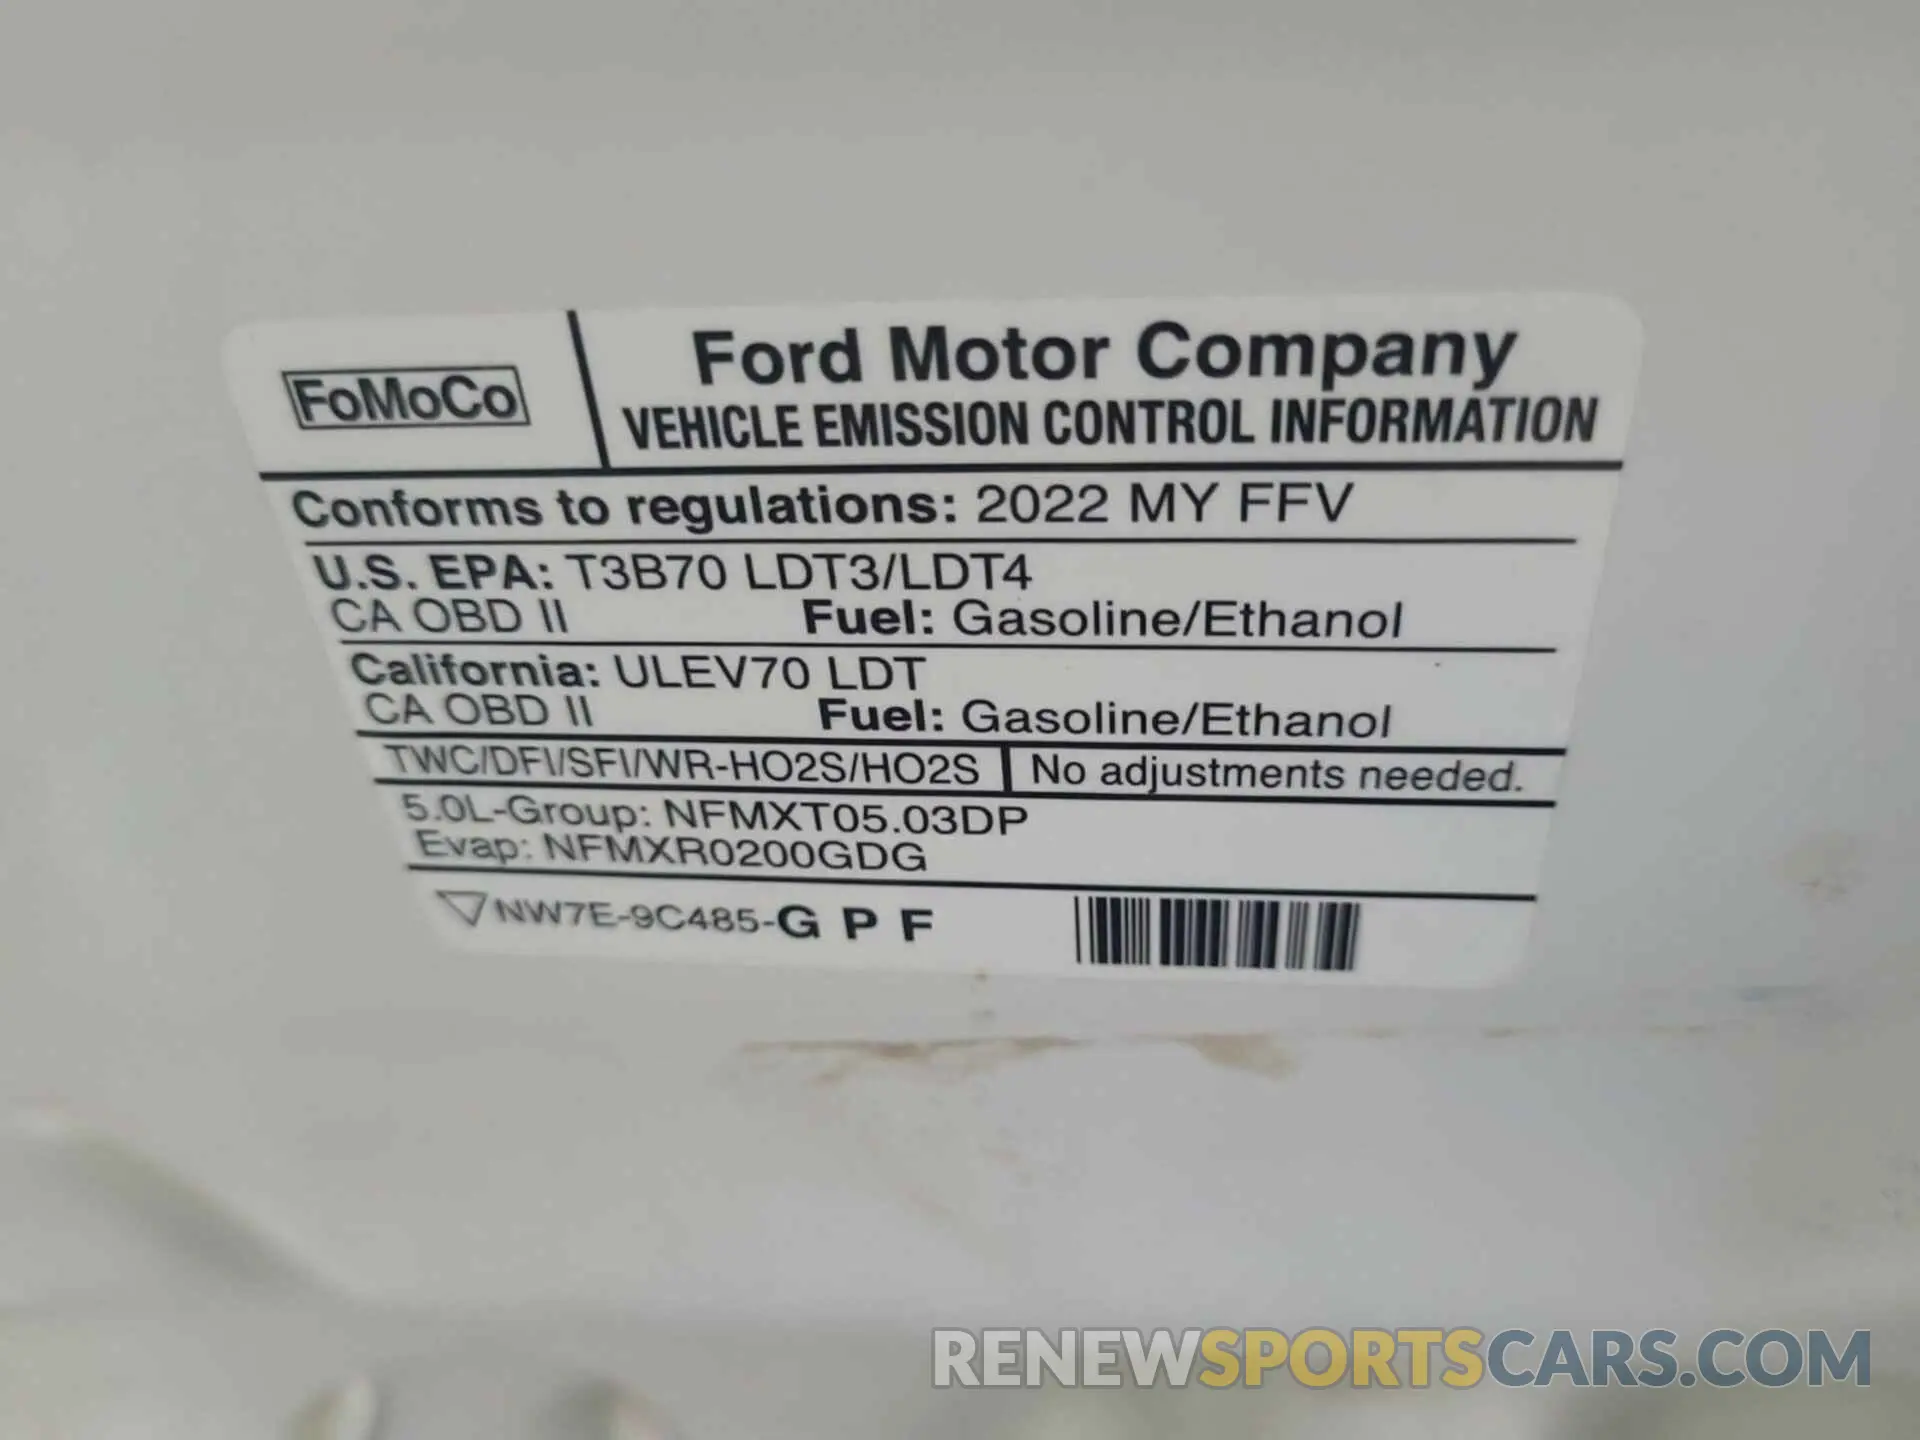 FoMoCo
Ford Motor Company
VEHICLE EMISSION CONTROL INFORMATION
Conforms to regulations: 2022 MY FFV
U.S. EPA: T3B70 LDT3/LDT4
CA OBD II Fuel: Gasoline/Ethanol
California: ULEV70 LDT
CA OBD II Fuel: Gasoline/Ethanol
TWC/DFI/SFI/WR-HO2S/HO2S No adjustments needed.
5.0L-Group: NFMXT05.03DP
Evap: NFMXR0200GDG
NW7E-9C485-G P F
RENEWSPORTSCARS.COM